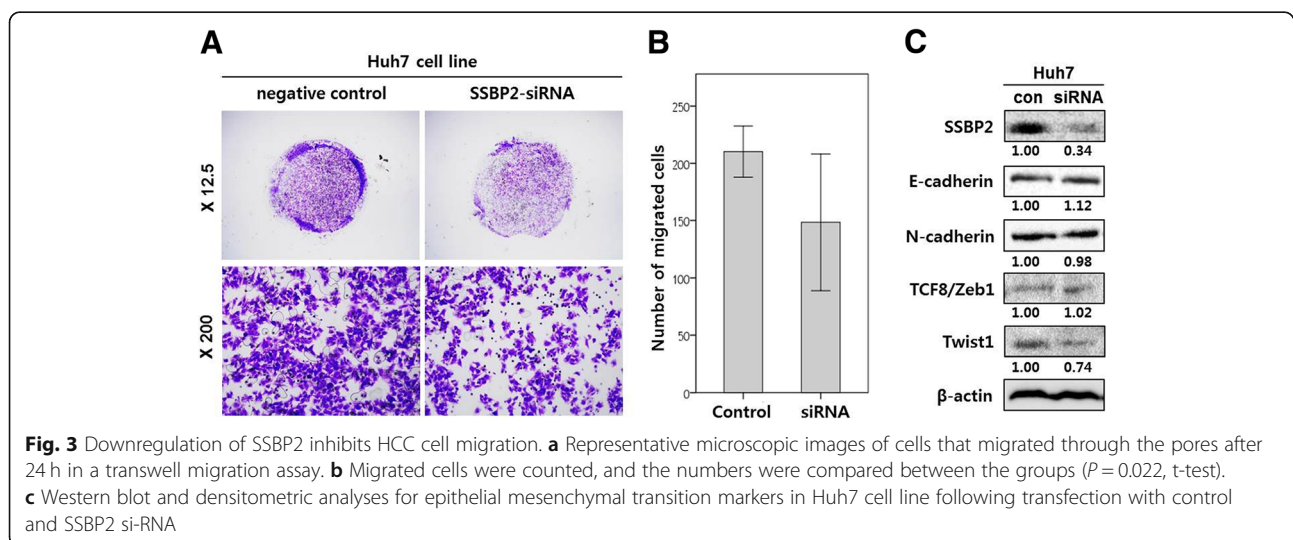 A
Huh7 cell line
negative control SSBP2-siRNA
X 12.5
X 200
B
Number of migrated cells
250
200
150
100
50
0
Control siRNA
C
Huh7
con siRNA
SSBP2
1.00 0.34
E-cadherin
1.00 1.12
N-cadherin
1.00 0.98
TCF8/Zeb1
1.00 1.02
Twist1
1.00 0.74
β-actin
Fig. 3 Downregulation of SSBP2 inhibits HCC cell migration. a Representative microscopic images of cells that migrated through the pores after
24 h in a transwell migration assay. b Migrated cells were counted, and the numbers were compared between the groups (P = 0.022, t-test).
c Western blot and densitometric analyses for epithelial mesenchymal transition markers in Huh7 cell line following transfection with control
and SSBP2 si-RNA